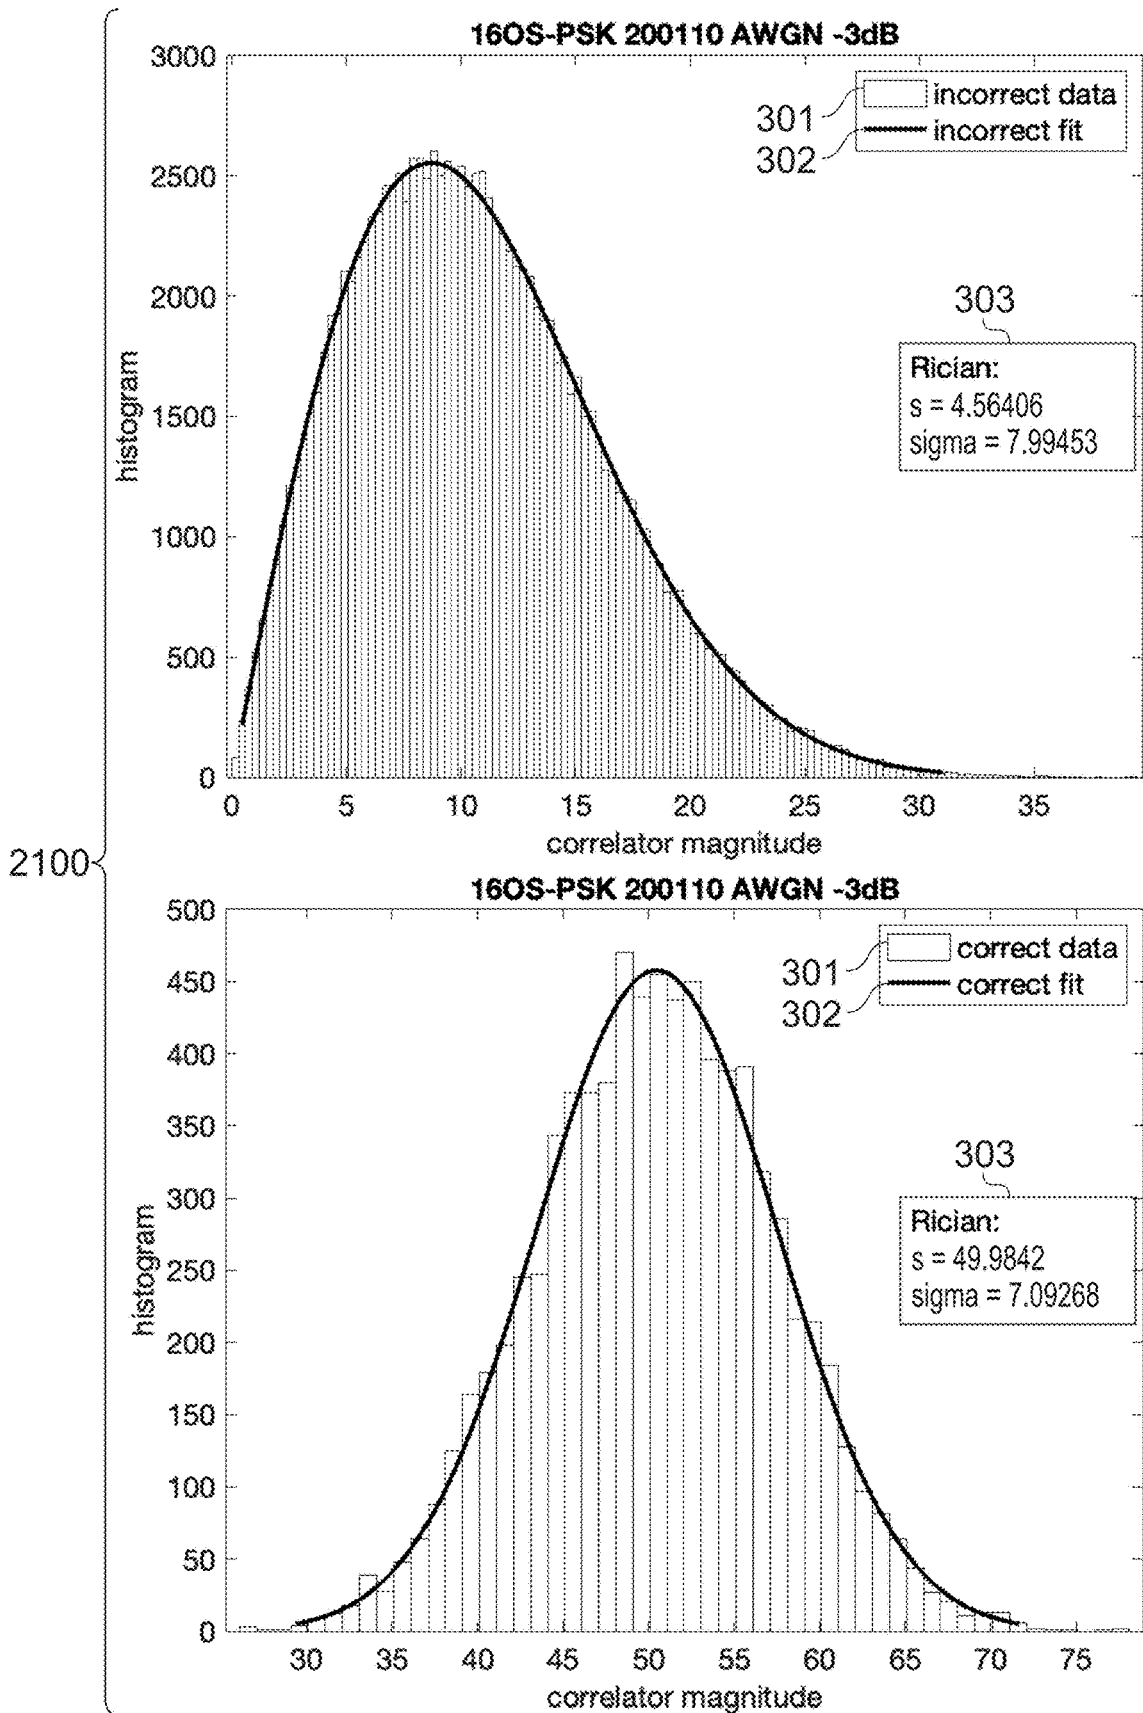 16OS-PSK 200110 AWGN -3dB
3000
2500
2000
1500
1000
500
0
histogram
0 5 10 15 20 25 30 35
correlator magnitude
301
incorrect data
302
incorrect fit
303
Rician:
s = 4.56406
sigma = 7.99453
2100
16OS-PSK 200110 AWGN -3dB
500
450
400
350
300
250
200
150
100
50
0
histogram
30 35 40 45 50 55 60 65 70 75
correlator magnitude
301
correct data
302
correct fit
303
Rician:
s = 49.9842
sigma = 7.09268